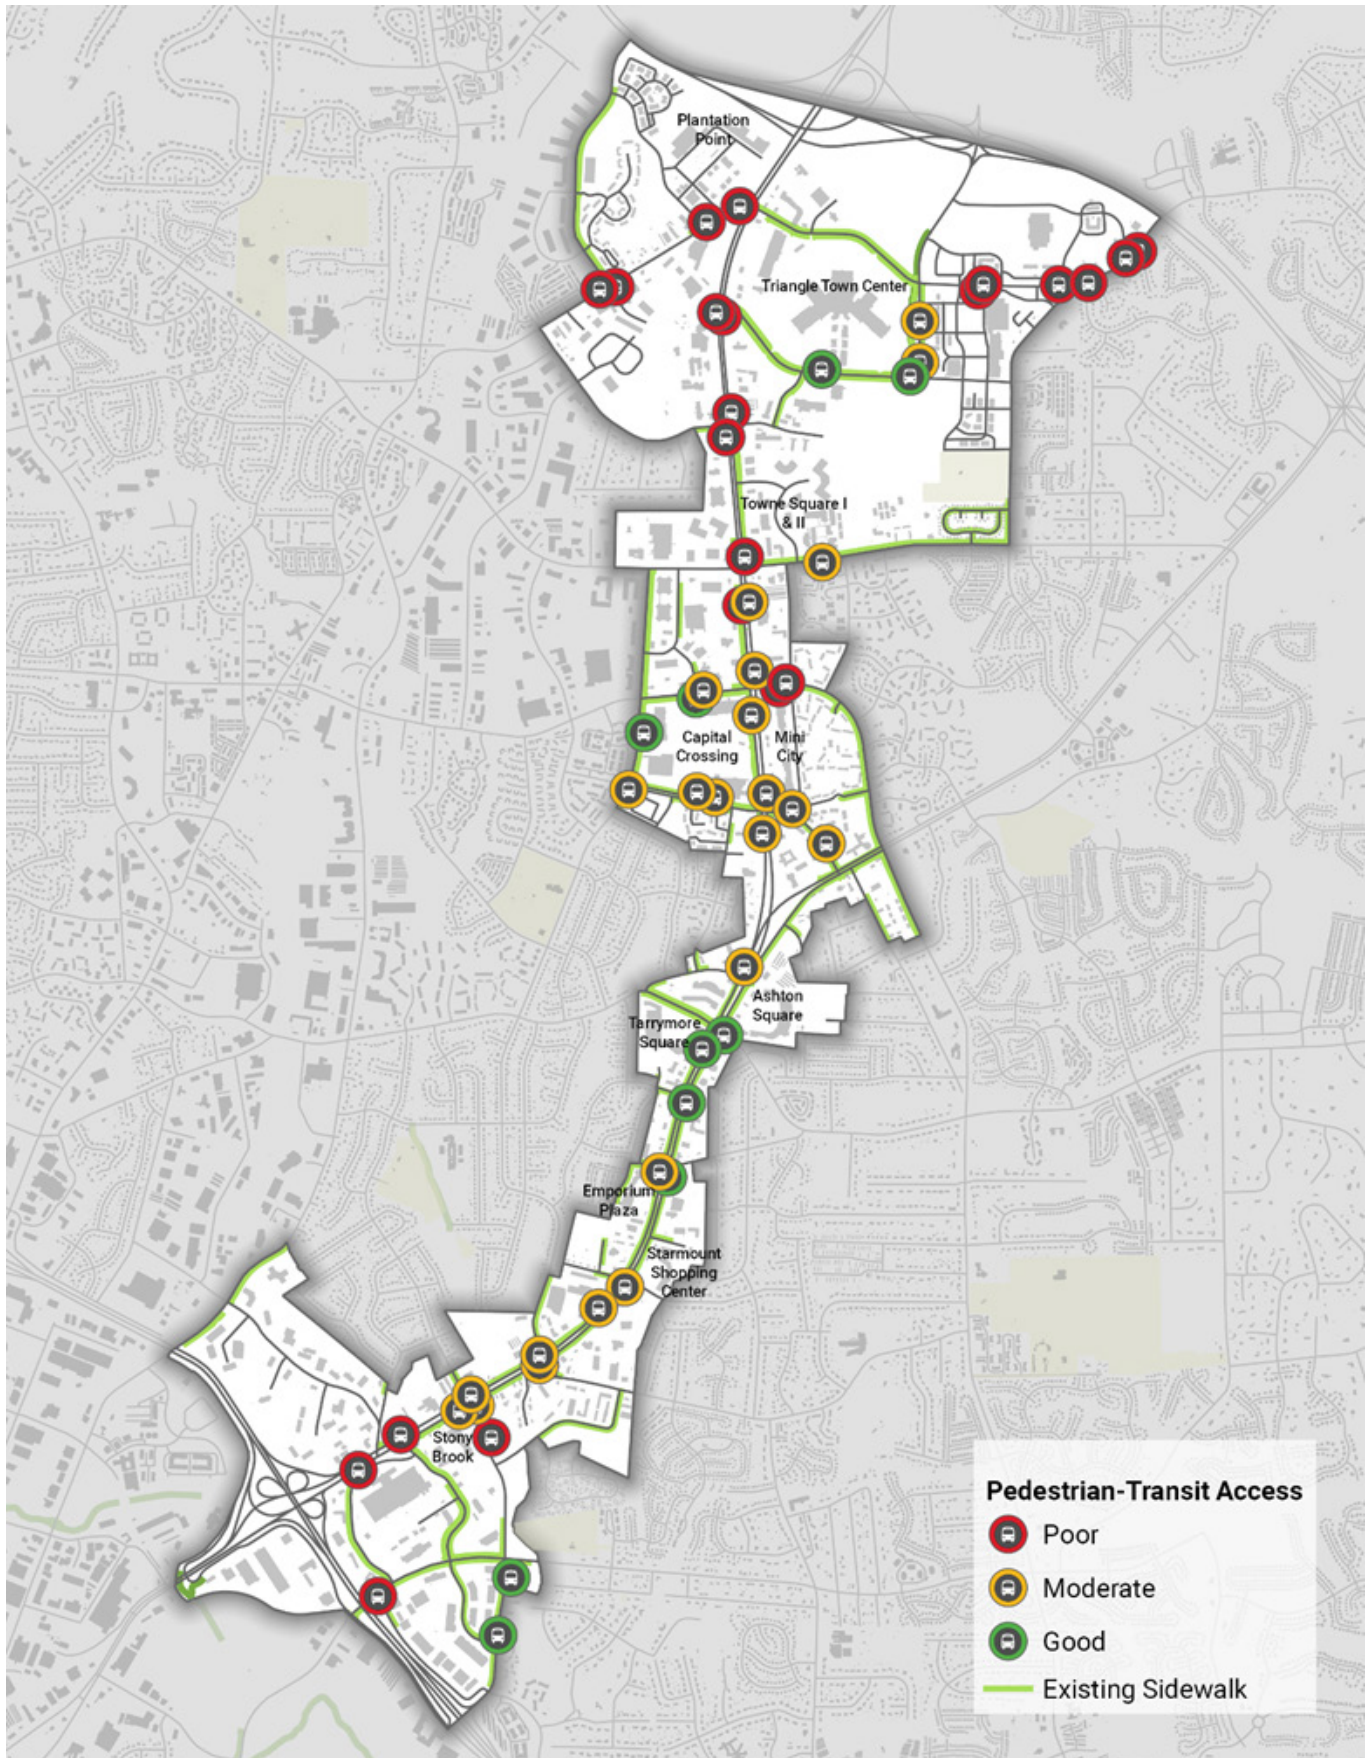 Plantation
Point
Triangle Town Center
Towne Square I
& II
Capital
Crossing
Mini
City
Ashton
Square
Tarrymore
Square
Emporium
Plaza
Starmount
Shopping
Center
Stony
Brook
Pedestrian-Transit Access
Poor
Moderate
Good
Existing Sidewalk